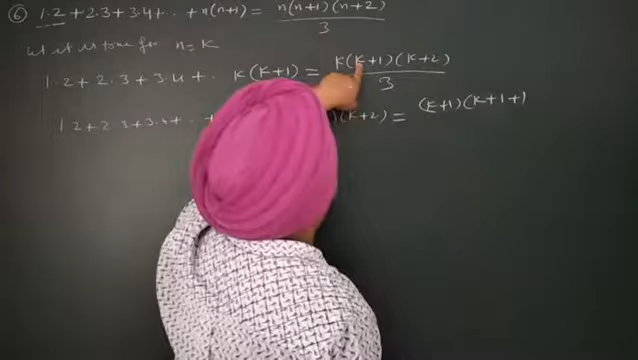 ⑥ 1.2 + 2.3 + 3.4 + .. + n(n+1) = n(n+1)(n+2)/3
Let it is true for n = K
1.2 + 2.3 + 3.4 + . K(K+1) = K(K+1)(K+2)/3
1.2 + 2.3 + 3.4 + .. + )(K+2) = (K+1)(K+1+1